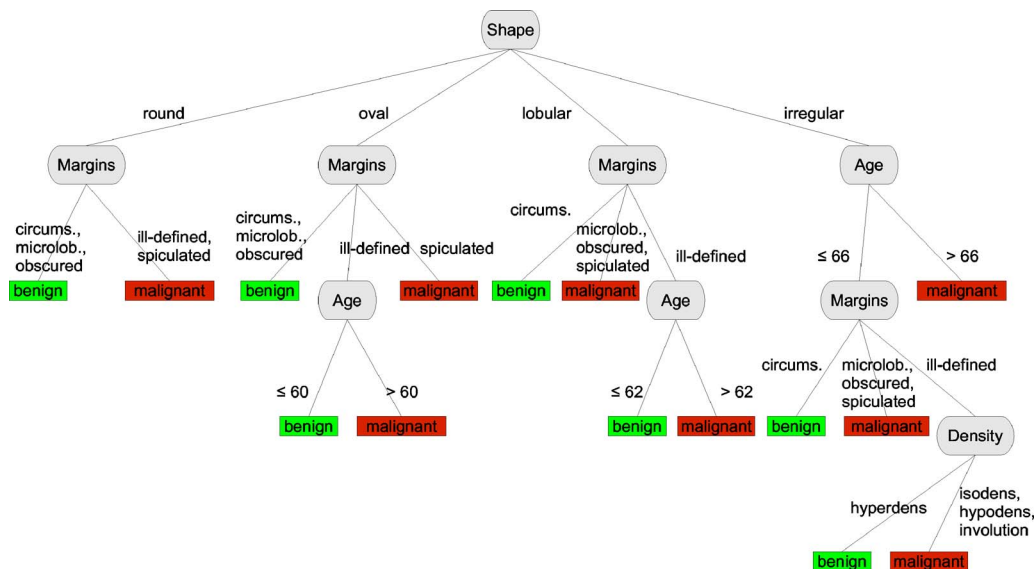 Shape
round
oval
lobular
irregular
Margins
Margins
Margins
Age
circums.,
microlob.,
obscured
ill-defined,
spiculated
circums.,
microlob.,
obscured
ill-defined
spiculated
circums.
microlob.,
obscured,
spiculated
ill-defined
≤ 66
> 66
benign
malignant
benign
Age
malignant
benign
malignant
Age
Margins
malignant
≤ 60
> 60
≤ 62
> 62
circums.
microlob.,
obscured,
spiculated
ill-defined
benign
malignant
benign
malignant
benign
malignant
Density
hyperdens
isodens,
hypodens,
involution
benign
malignant